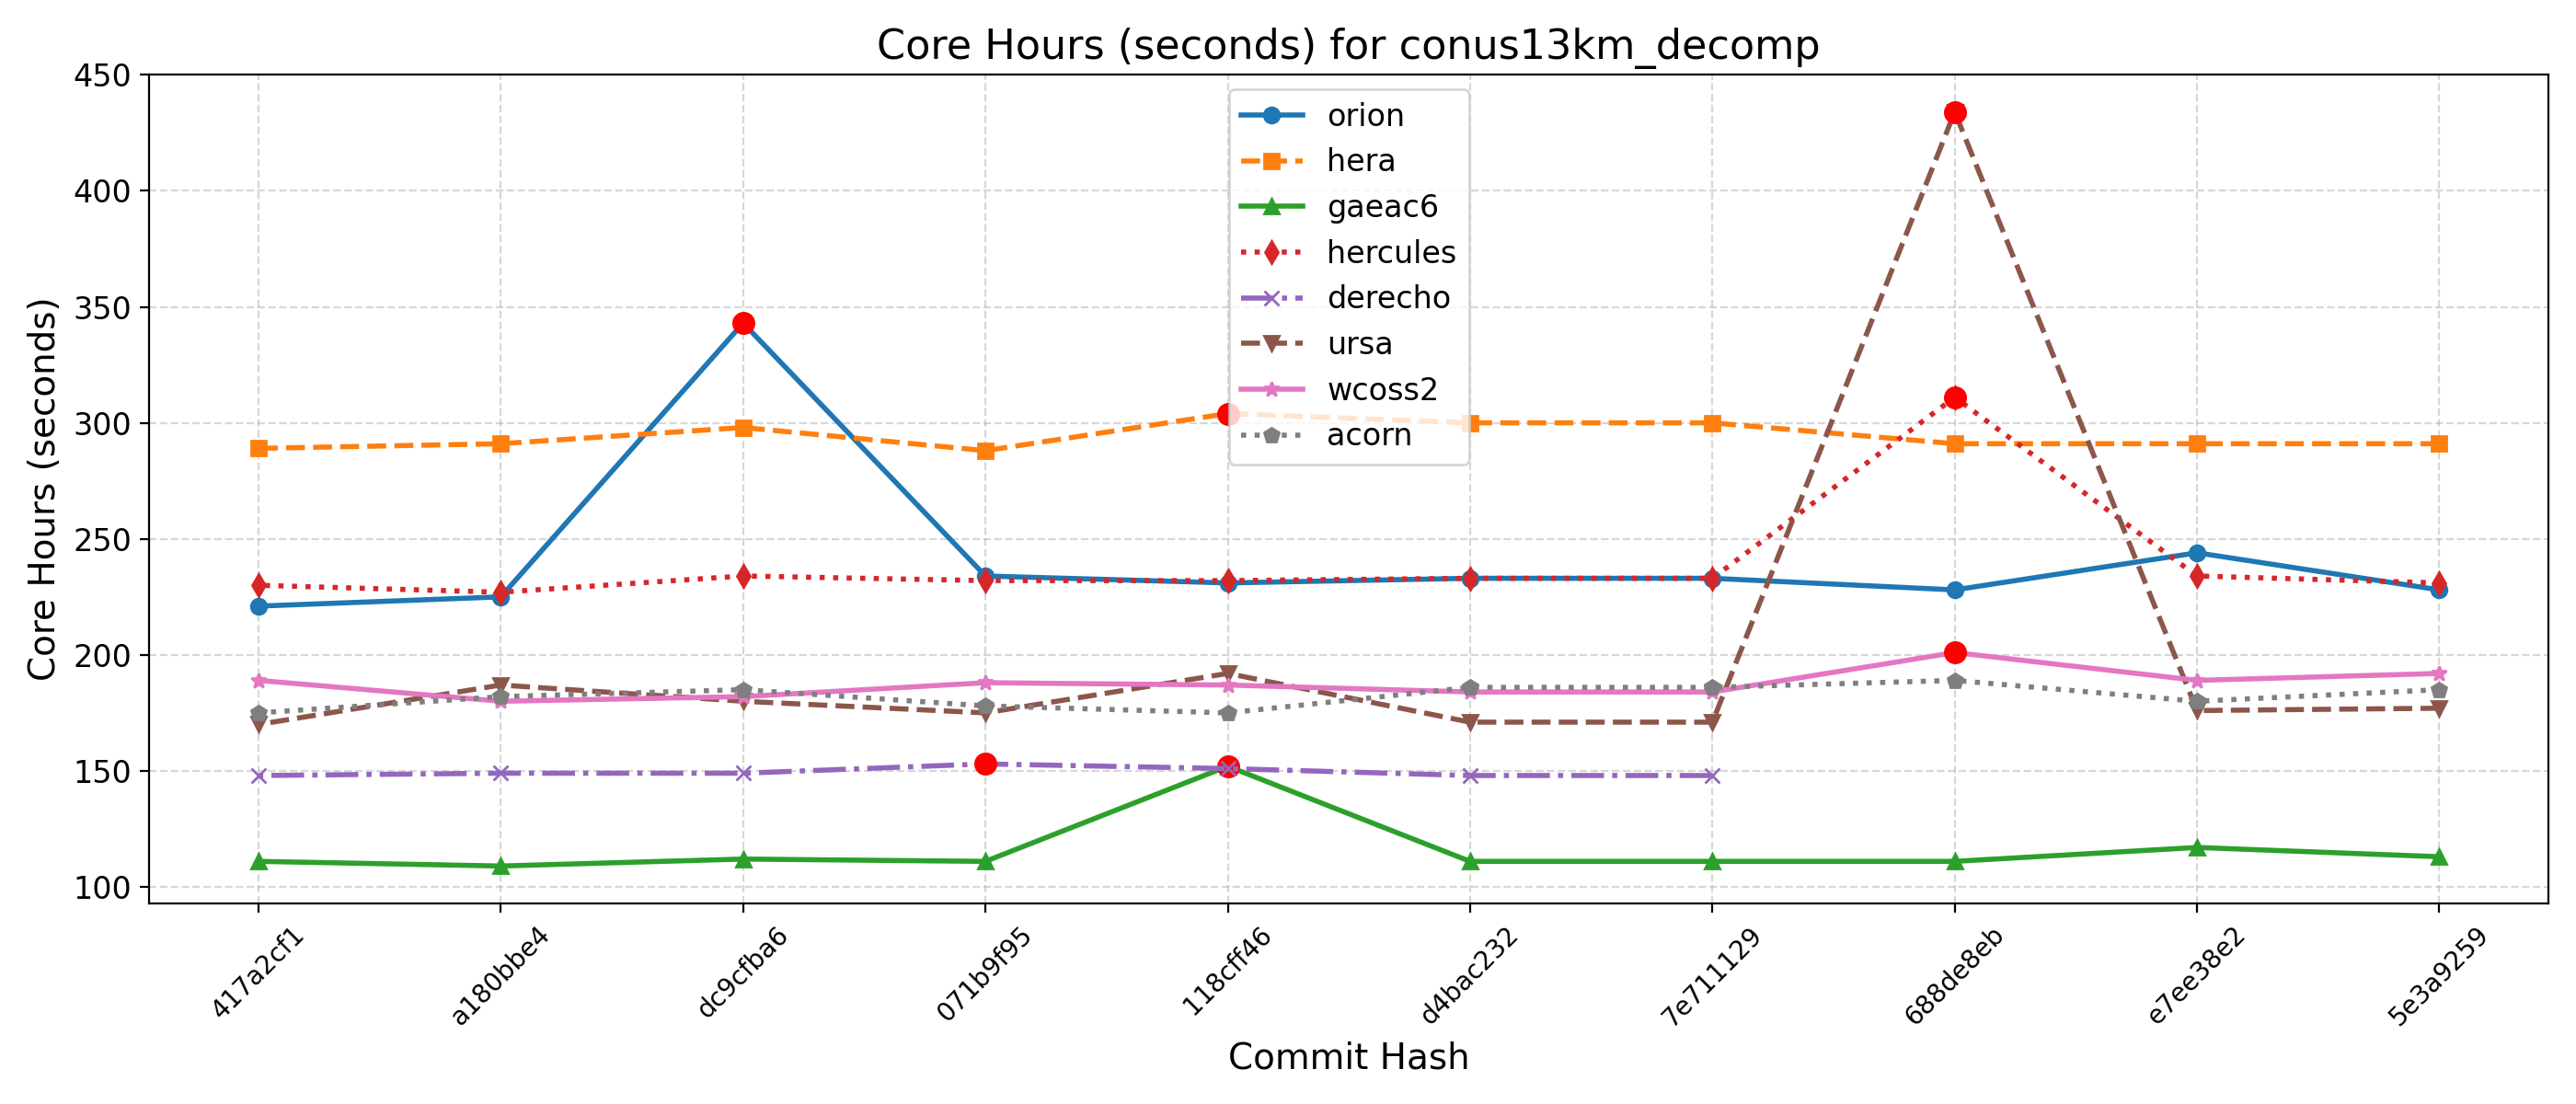 Core Hours (seconds) for conus13km_decomp
Core Hours (seconds)
450
400
350
300
250
200
150
100
orion
hera
gaeac6
hercules
derecho
ursa
wcoss2
acorn
417a2cf1
a180bbe4
dc9cfba6
071b9f95
118cff46
d4bac232
7e711129
688de8eb
e7ee38e2
5e3a9259
Commit Hash